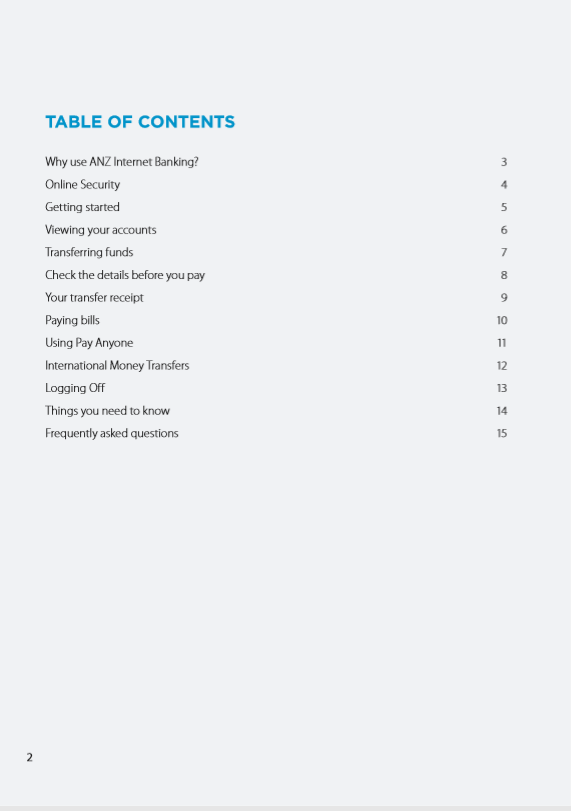 TABLE OF CONTENTS
Why use ANZ Internet Banking? 3
Online Security 4
Getting started 5
Viewing your accounts 6
Transferring funds 7
Check the details before you pay 8
Your transfer receipt 9
Paying bills 10
Using Pay Anyone 11
International Money Transfers 12
Logging Off 13
Things you need to know 14
Frequently asked questions 15
2